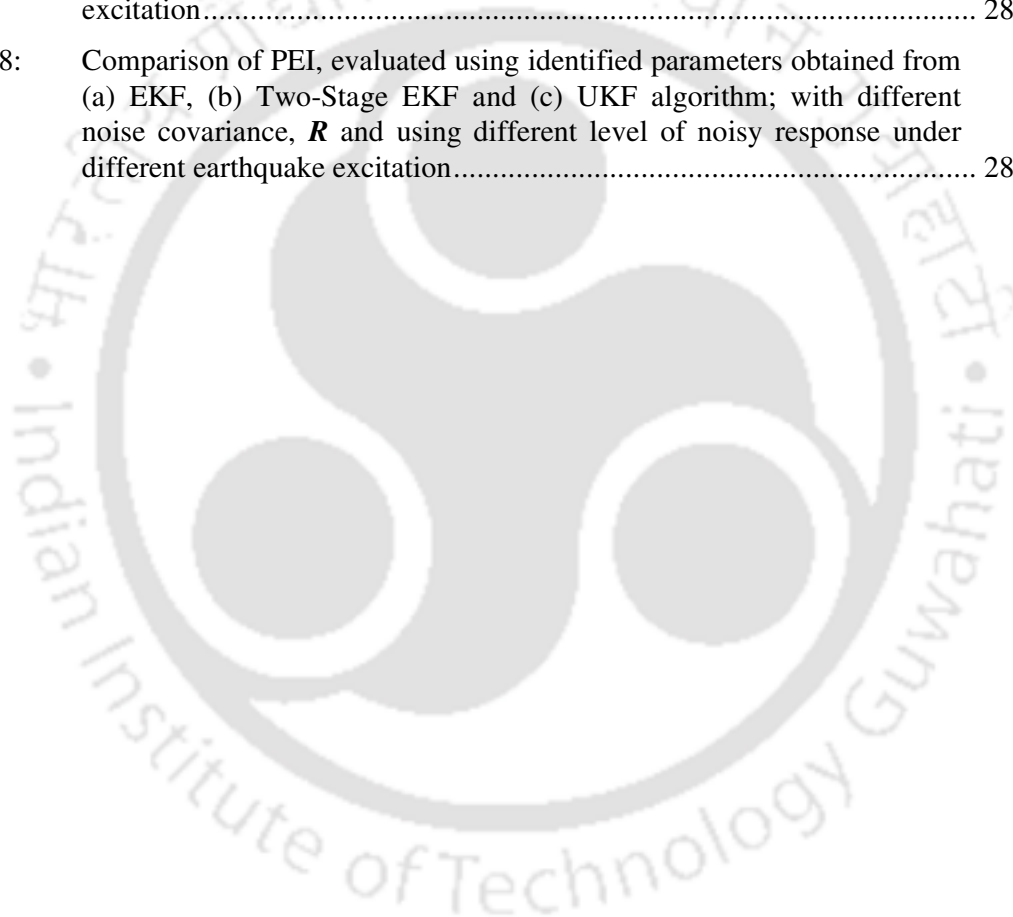 excitation.......................................................................................... 28
8: Comparison of PEI, evaluated using identified parameters obtained from
(a) EKF, (b) Two-Stage EKF and (c) UKF algorithm; with different
noise covariance, R and using different level of noisy response under
different earthquake excitation............................................................. 28
Indian Institute of Technology Guwahati